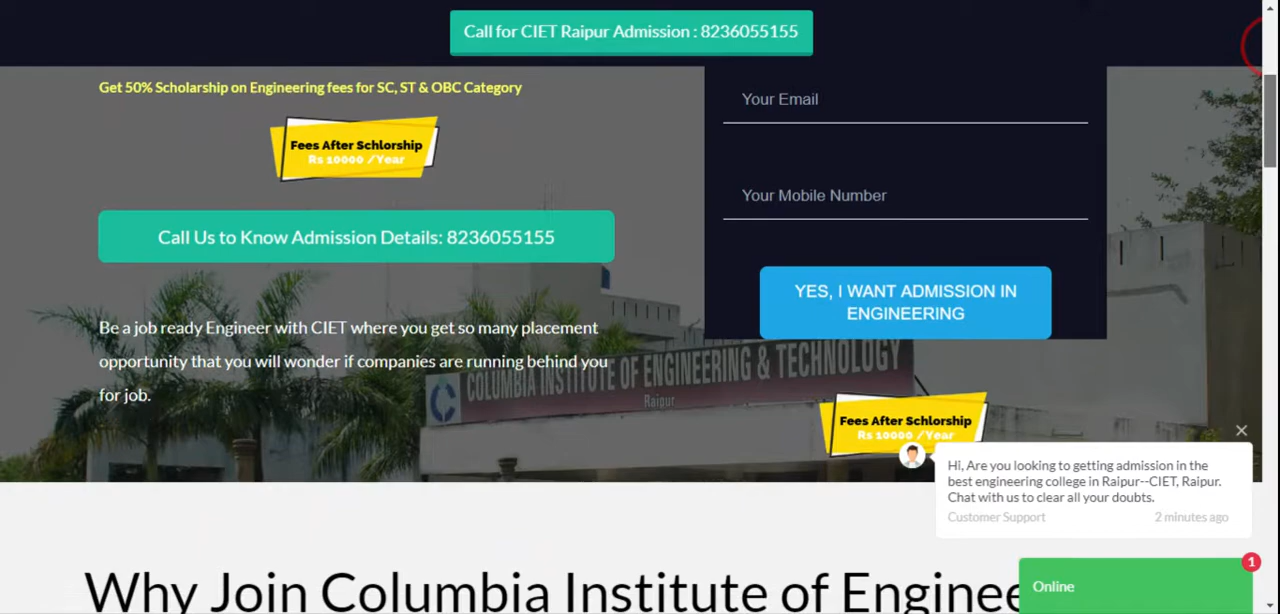 Call for CIET Raipur Admission : 8236055155
Get 50% Scholarship on Engineering fees for SC, ST & OBC Category
Fees After Schlorship
Rs 10000 /Year
Call Us to Know Admission Details: 8236055155
Be a job ready Engineer with CIET where you get so many placement
opportunity that you will wonder if companies are running behind you
for job.
Your Email
Your Mobile Number
YES, I WANT ADMISSION IN
ENGINEERING
COLUMBIA INSTITUTE OF ENGINEERING & TECHNOLOGY
Raipur
Fees After Schlorship
Rs 10000 /Year
Hi, Are you looking to getting admission in the
best engineering college in Raipur--CIET, Raipur.
Chat with us to clear all your doubts.
Customer Support 2 minutes ago
1
Online
Why Join Columbia Institute of Enginee